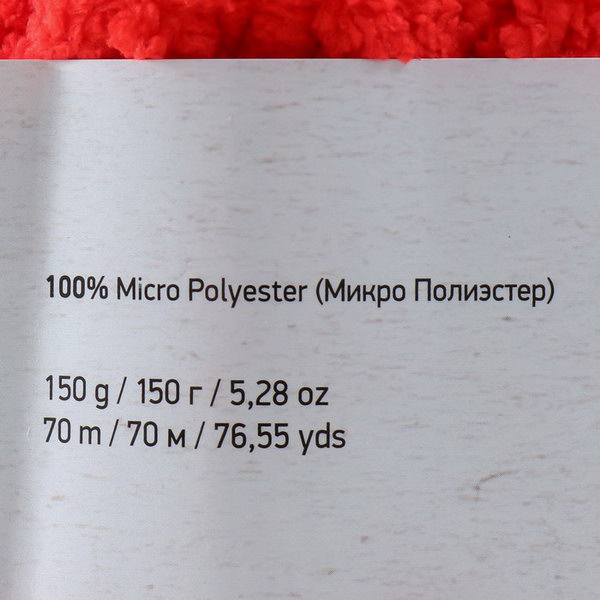 100% Micro Polyester (Микро Полиэстер)
150 g / 150 г / 5,28 oz
70 m / 70 м / 76,55 yds